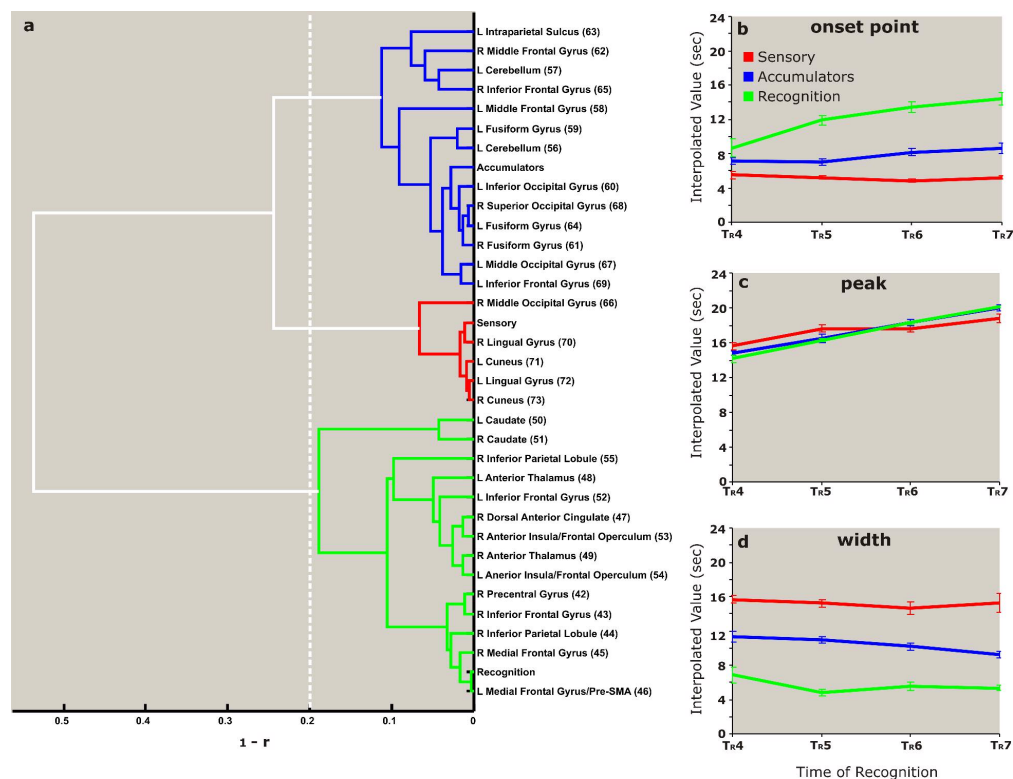 a
L Intraparietal Sulcus (63)
R Middle Frontal Gyrus (62)
L Cerebellum (57)
R Inferior Frontal Gyrus (65)
L Middle Frontal Gyrus (58)
L Fusiform Gyrus (59)
L Cerebellum (56)
Accumulators
L Inferior Occipital Gyrus (60)
R Superior Occipital Gyrus (68)
L Fusiform Gyrus (64)
R Fusiform Gyrus (61)
L Middle Occipital Gyrus (67)
L Inferior Frontal Gyrus (69)
R Middle Occipital Gyrus (66)
Sensory
R Lingual Gyrus (70)
L Cuneus (71)
L Lingual Gyrus (72)
R Cuneus (73)
L Caudate (50)
R Caudate (51)
R Inferior Parietal Lobule (55)
L Anterior Thalamus (48)
L Inferior Frontal Gyrus (52)
R Dorsal Anterior Cingulate (47)
R Anterior Insula/Frontal Operculum (53)
R Anterior Thalamus (49)
L Anerior Insula/Frontal Operculum (54)
R Precentral Gyrus (42)
R Inferior Frontal Gyrus (43)
R Inferior Parietal Lobule (44)
R Medial Frontal Gyrus (45)
Recognition
L Medial Frontal Gyrus/Pre-SMA (46)
0.5 0.4 0.3 0.2 0.1 0
1 - r
b onset point
Sensory
Accumulators
Recognition
Interpolated Value (sec)
24
20
16
12
8
4
0
TR4 TR5 TR6 TR7
c peak
Interpolated Value (sec)
24
20
16
12
8
4
0
TR4 TR5 TR6 TR7
d width
Interpolated Value (sec)
24
20
16
12
8
4
0
TR4 TR5 TR6 TR7
Time of Recognition